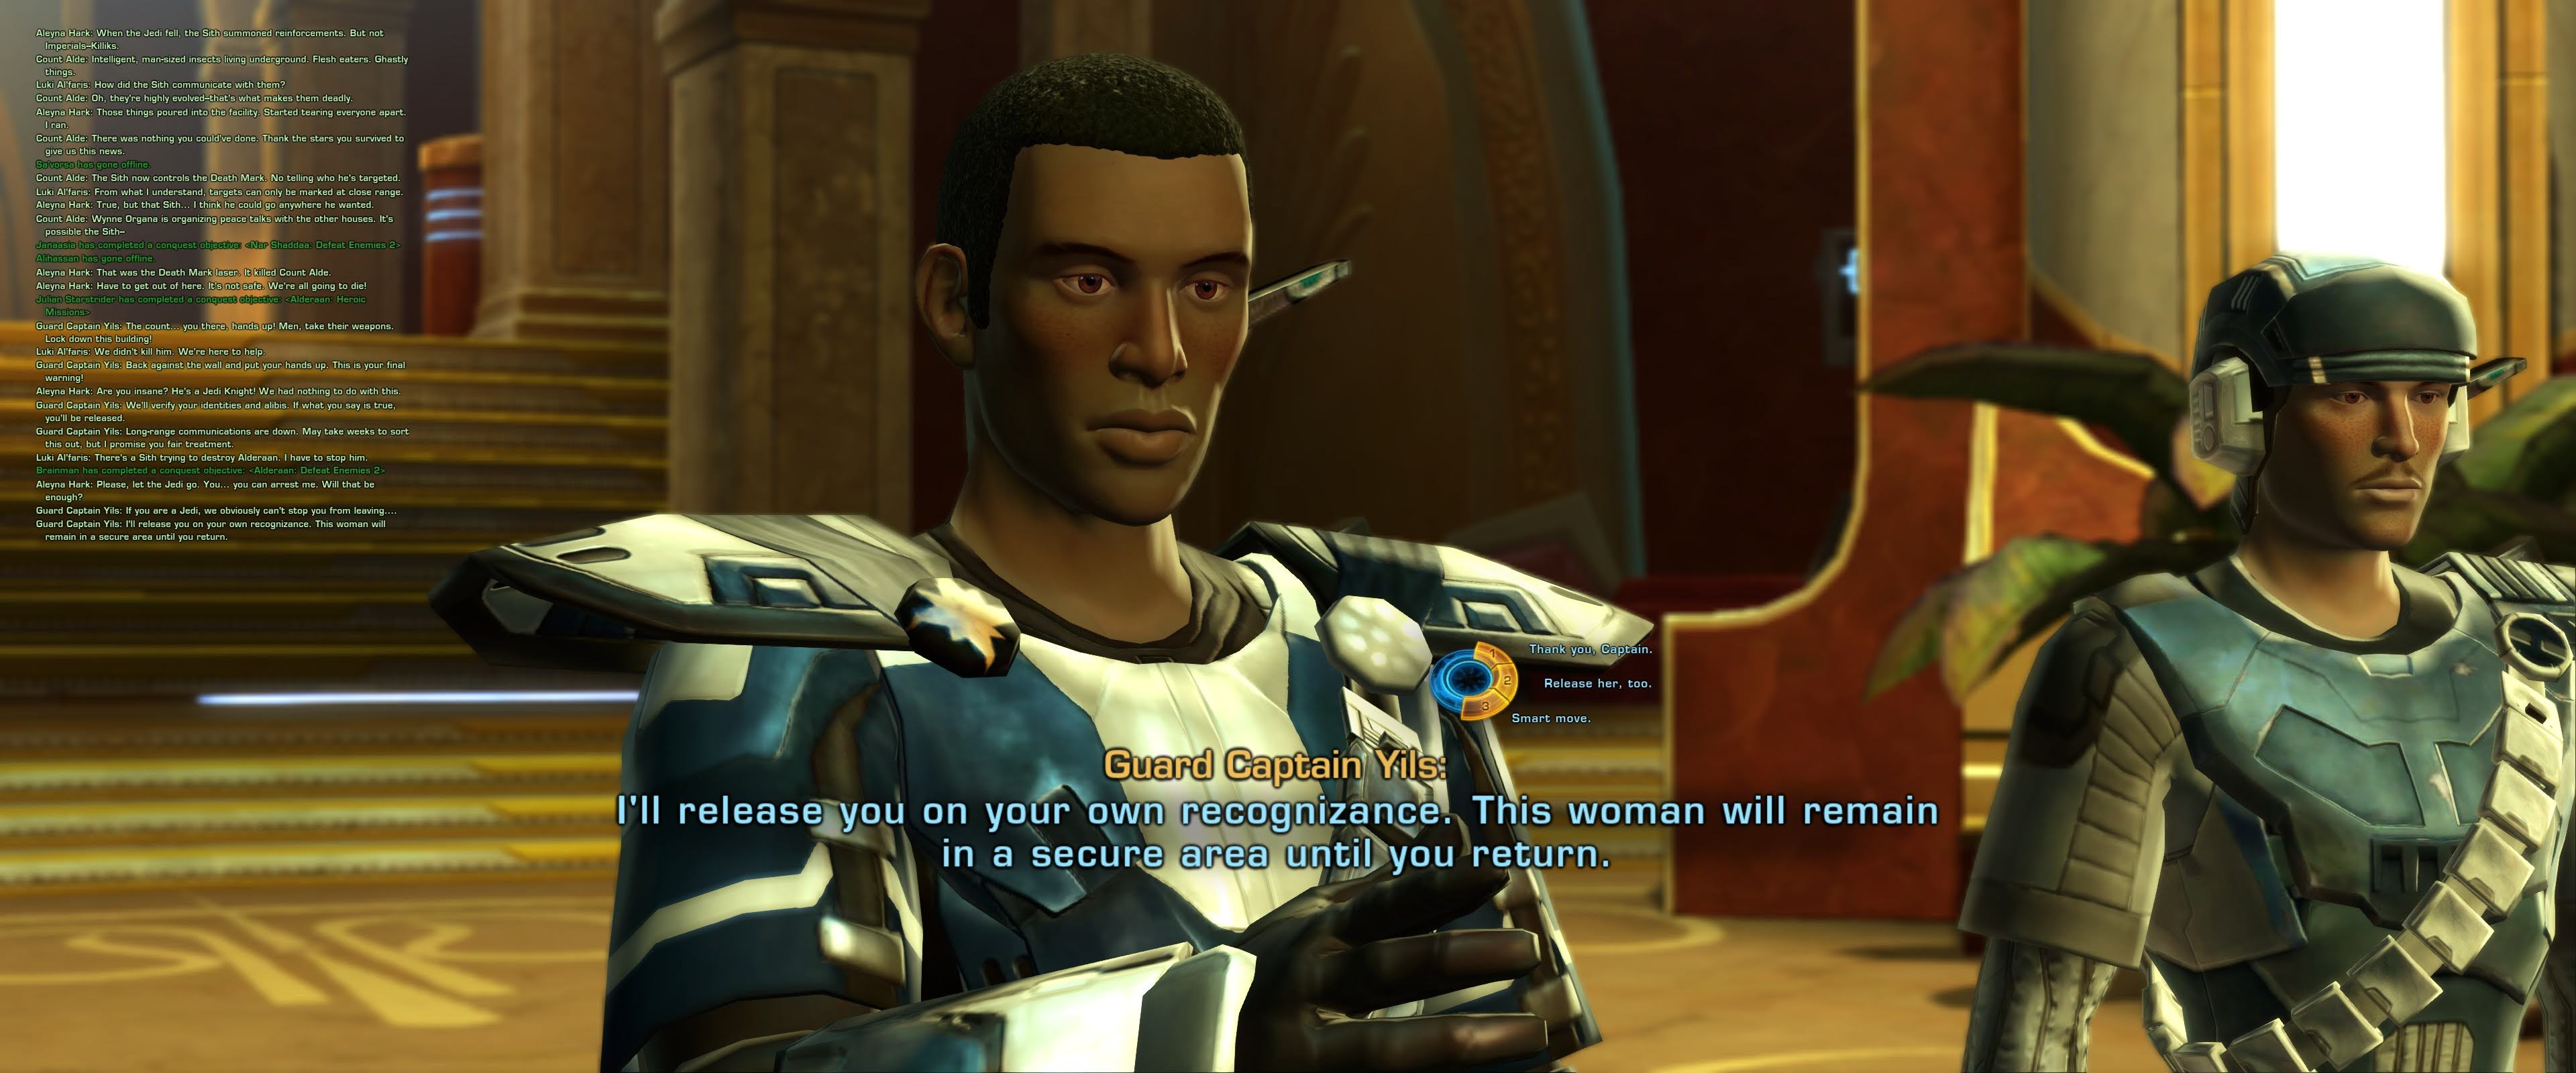 Aleyna Hark: When the Jedi fell, the Sith summoned reinforcements. But not
Imperials–Killiks.
Count Alde: Intelligent, man-sized insects living underground. Flesh eaters. Ghastly
things.
Luki Al'faris: How did the Sith communicate with them?
Count Alde: Oh, they're highly evolved–that's what makes them deadly.
Aleyna Hark: Those things poured into the facility. Started tearing everyone apart.
I ran.
Count Alde: There was nothing you could've done. Thank the stars you survived to
give us this news.
Sa'vorsa has gone offline.
Count Alde: The Sith now controls the Death Mark. No telling who he's targeted.
Luki Al'faris: From what I understand, targets can only be marked at close range.
Aleyna Hark: True, but that Sith... I think he could go anywhere he wanted.
Count Alde: Wynne Organa is organizing peace talks with the other houses. It's
possible the Sith–
Janaasia has completed a conquest objective: <Nar Shaddaa: Defeat Enemies 2>
Alihassan has gone offline.
Aleyna Hark: That was the Death Mark laser. It killed Count Alde.
Aleyna Hark: Have to get out of here. It's not safe. We're all going to die!
Julian Starstrider has completed a conquest objective: <Alderaan: Heroic
Missions>
Guard Captain Yils: The count... you there, hands up! Men, take their weapons.
Lock down this building!
Luki Al'faris: We didn't kill him. We're here to help.
Guard Captain Yils: Back against the wall and put your hands up. This is your final
warning!
Aleyna Hark: Are you insane? He's a Jedi Knight! We had nothing to do with this.
Guard Captain Yils: We'll verify your identities and alibis. If what you say is true,
you'll be released.
Guard Captain Yils: Long-range communications are down. May take weeks to sort
this out, but I promise you fair treatment.
Luki Al'faris: There's a Sith trying to destroy Alderaan. I have to stop him.
Brainman has completed a conquest objective: <Alderaan: Defeat Enemies 2>
Aleyna Hark: Please, let the Jedi go. You... you can arrest me. Will that be
enough?
Guard Captain Yils: If you are a Jedi, we obviously can't stop you from leaving....
Guard Captain Yils: I'll release you on your own recognizance. This woman will
remain in a secure area until you return.
1 Thank you, Captain.
2 Release her, too.
3 Smart move.
Guard Captain Yils:
I'll release you on your own recognizance. This woman will remain
in a secure area until you return.